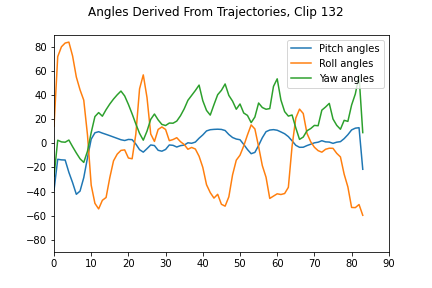 Angles Derived From Trajectories, Clip 132
Pitch angles
Roll angles
Yaw angles
80
60
40
20
0
−20
−40
−60
−80
0 10 20 30 40 50 60 70 80 90